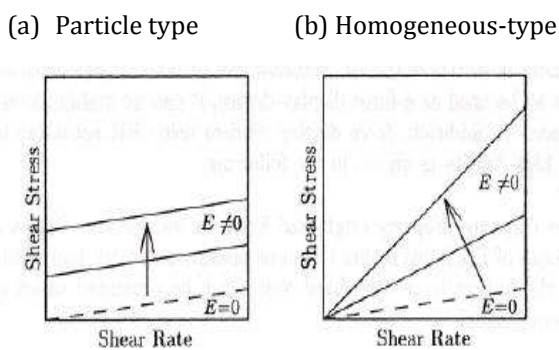 (a) Particle type
(b) Homogeneous-type
Shear Stress
E≠0
E=0
Shear Rate
Shear Stress
E≠0
E=0
Shear Rate